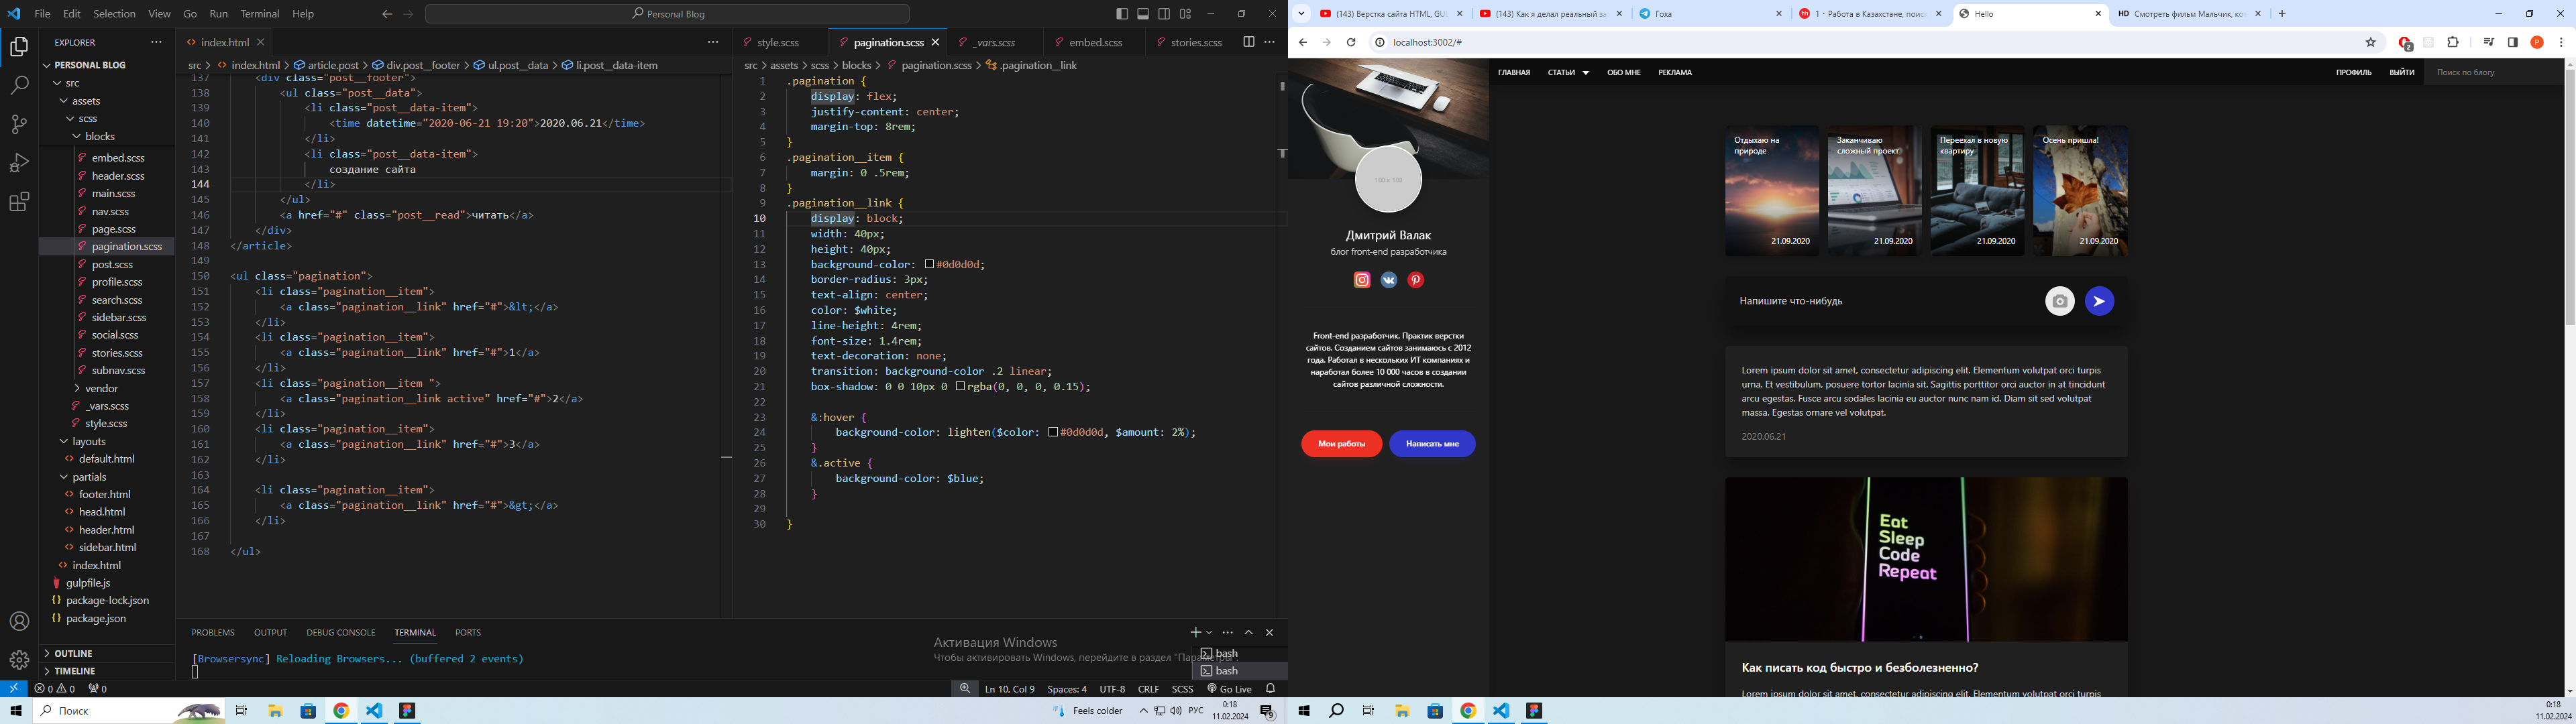 File Edit Selection View Go Run Terminal Help
Personal Blog
EXPLORER
PERSONAL BLOG
src
assets
scss
blocks
embed.scss
header.scss
main.scss
nav.scss
page.scss
pagination.scss
post.scss
profile.scss
search.scss
sidebar.scss
social.scss
stories.scss
subnav.scss
vendor
_vars.scss
style.scss
layouts
default.html
partials
footer.html
head.html
header.html
sidebar.html
index.html
gulpfile.js
package-lock.json
package.json
OUTLINE
TIMELINE
index.html
src > index.html > article.post > div.post__footer > ul.post__data > li.post__data-item
137 <div class="post__footer">
138 <ul class="post__data">
139 <li class="post__data-item">
140 <time datetime="2020-06-21 19:20">2020.06.21</time>
141 </li>
142 <li class="post__data-item">
143 создание сайта
144 </li>
145 </ul>
146 <a href="#" class="post__read">читать</a>
147 </div>
148 </article>
149
150 <ul class="pagination">
151 <li class="pagination__item">
152 <a class="pagination__link" href="#">&lt;</a>
153 </li>
154 <li class="pagination__item">
155 <a class="pagination__link" href="#">1</a>
156 </li>
157 <li class="pagination__item ">
158 <a class="pagination__link active" href="#">2</a>
159 </li>
160 <li class="pagination__item">
161 <a class="pagination__link" href="#">3</a>
162 </li>
163
164 <li class="pagination__item">
165 <a class="pagination__link" href="#">&gt;</a>
166 </li>
167
168 </ul>
style.scss pagination.scss _vars.scss embed.scss stories.scss
src > assets > scss > blocks > pagination.scss > .pagination__link
1 .pagination {
2 display: flex;
3 justify-content: center;
4 margin-top: 8rem;
5 }
6 .pagination__item {
7 margin: 0 .5rem;
8 }
9 .pagination__link {
10 display: block;
11 width: 40px;
12 height: 40px;
13 background-color: #0d0d0d;
14 border-radius: 3px;
15 text-align: center;
16 color: $white;
17 line-height: 4rem;
18 font-size: 1.4rem;
19 text-decoration: none;
20 transition: background-color .2 linear;
21 box-shadow: 0 0 10px 0 rgba(0, 0, 0, 0.15);
22
23 &:hover {
24 background-color: lighten($color: #0d0d0d, $amount: 2%);
25 }
26 &.active {
27 background-color: $blue;
28 }
29
30 }
PROBLEMS OUTPUT DEBUG CONSOLE TERMINAL PORTS
[Browsersync] Reloading Browsers... (buffered 2 events)
Активация Windows
Чтобы активировать Windows, перейдите в раздел "Параметры".
bash
bash
0 0 0
Ln 10, Col 9 Spaces: 4 UTF-8 CRLF SCSS Go Live
Поиск
Feels colder
РУС
0:18
11.02.2024
9
(143) Верстка сайта HTML, GUL
(143) Как я делал реальный за
Гоха
1 · Работа в Казахстане, поис
Hello
HD Смотреть фильм Мальчик, ко
localhost:3002/#
2
P
ГЛАВНАЯ СТАТЬИ ОБО МНЕ РЕКЛАМА
ПРОФИЛЬ ВЫЙТИ Поиск по блогу
100 x 100
Дмитрий Валак
блог front-end разработчика
Front-end разработчик. Практик верстки
сайтов. Созданием сайтов занимаюсь с 2012
года. Работал в нескольких ИТ компаниях и
наработал более 10 000 часов в создании
сайтов различной сложности.
Мои работы Написать мне
Отдыхаю на
природе
21.09.2020
Заканчиваю
сложный проект
21.09.2020
Переехал в новую
квартиру
21.09.2020
Осень пришла!
21.09.2020
Напишите что-нибудь
Lorem ipsum dolor sit amet, consectetur adipiscing elit. Elementum volutpat orci turpis
urna. Et vestibulum, posuere tortor lacinia sit. Sagittis porttitor orci auctor in at tincidunt
arcu egestas. Fusce arcu sodales lacinia eu auctor nunc nam id. Diam sit sed volutpat
massa. Egestas ornare vel volutpat.
2020.06.21
Eat
Sleep
Code
Repeat
Как писать код быстро и безболезненно?
Lorem ipsum dolor sit amet, consectetur adipiscing elit. Elementum volutpat orci turpis
0:18
11.02.2024